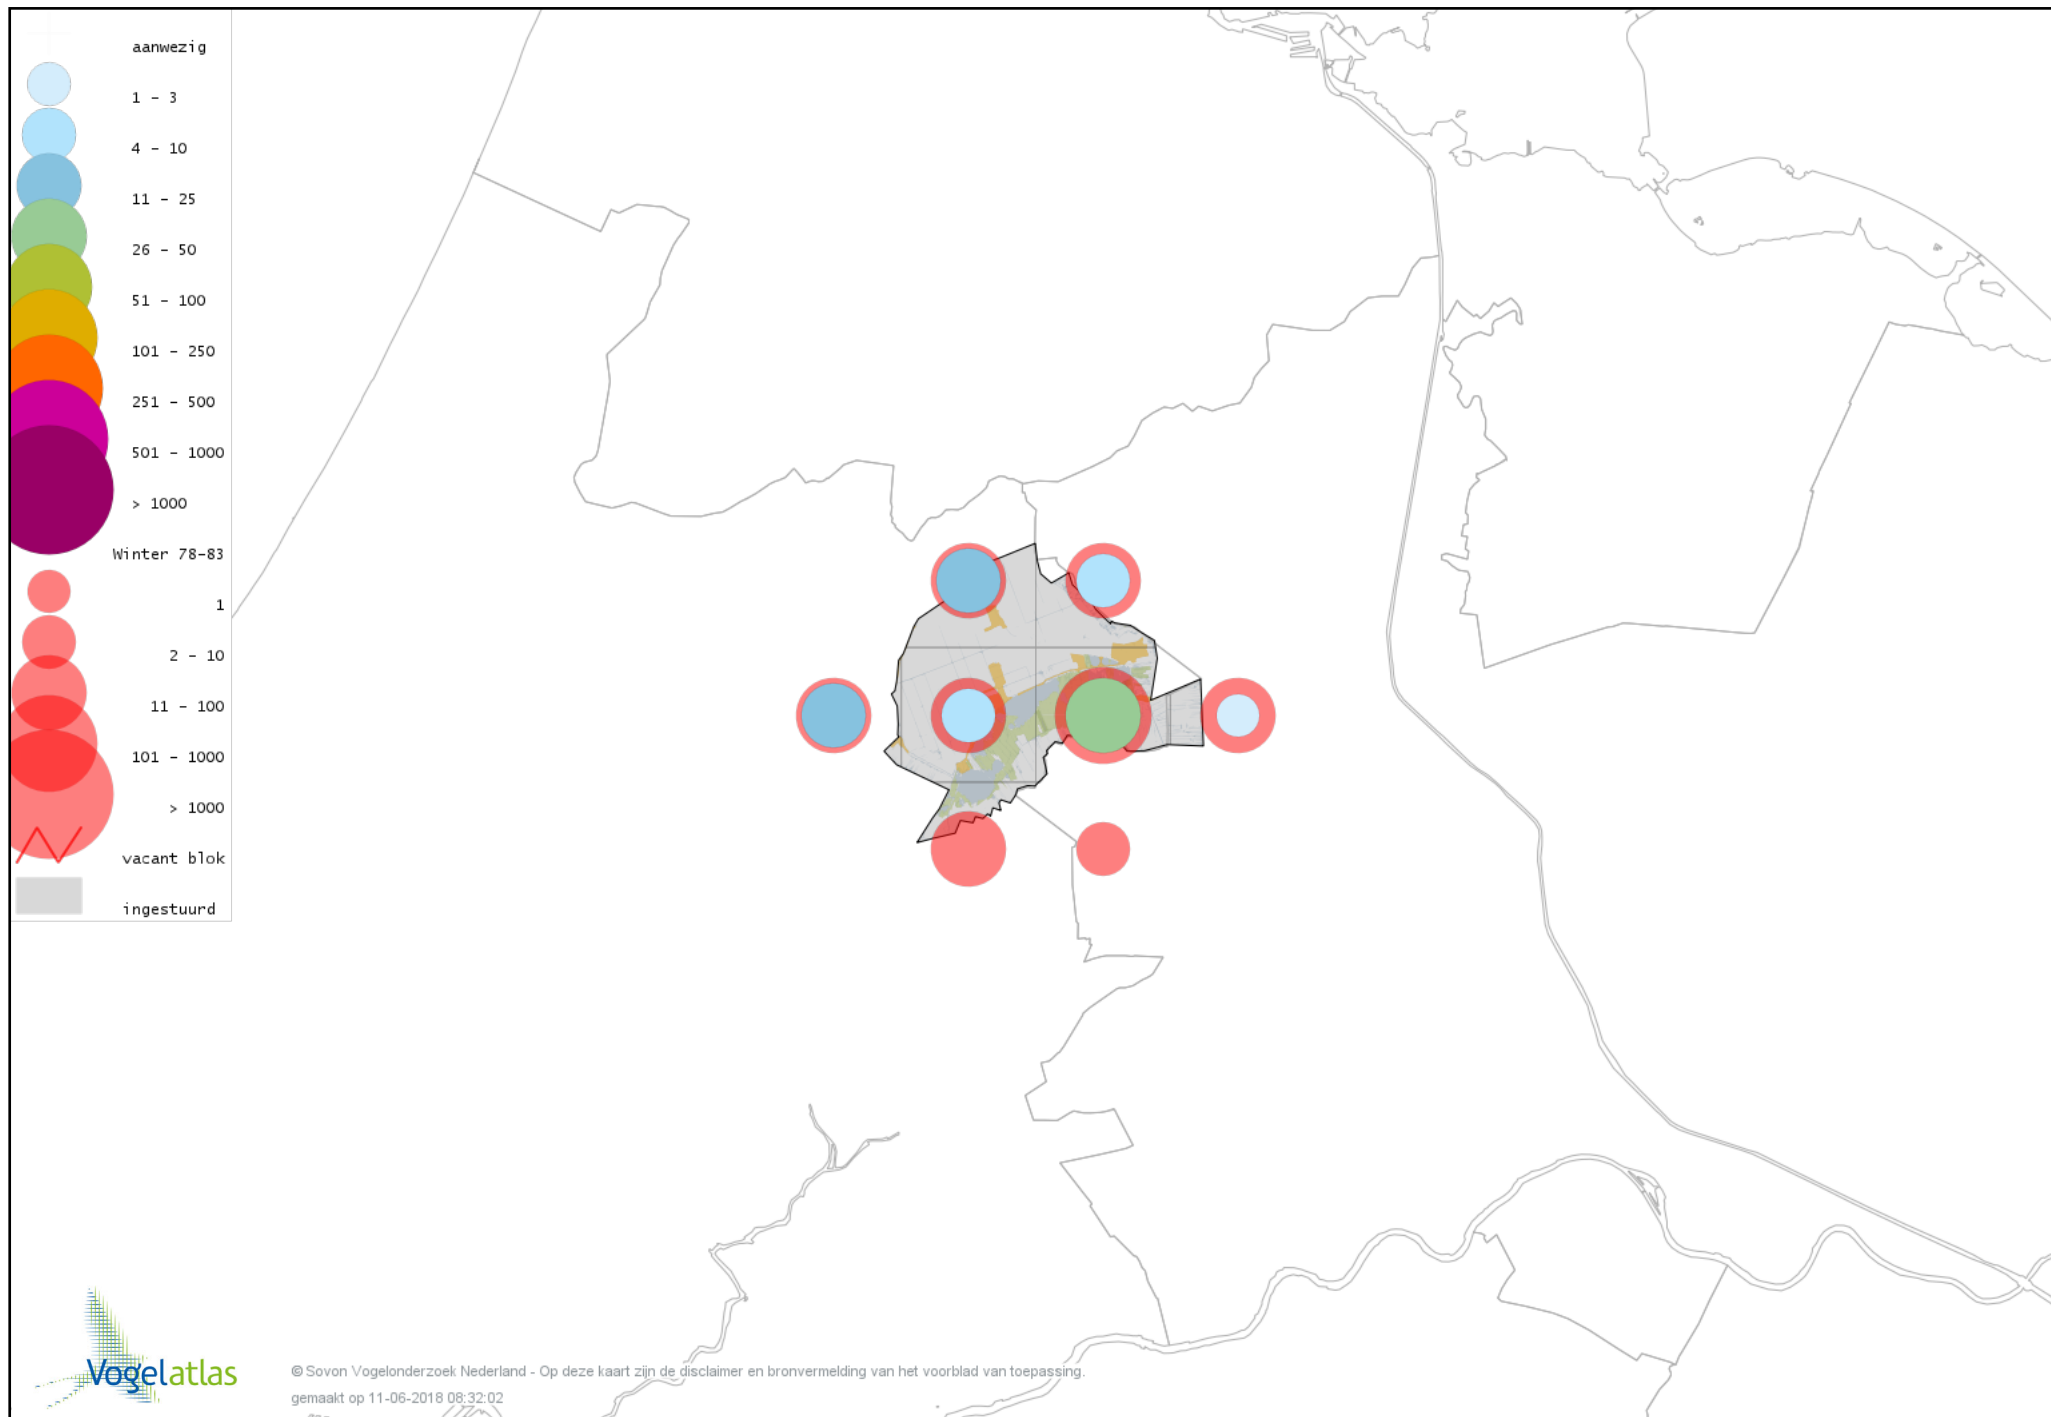 aanwezig
1 - 3
4 - 10
11 - 25
26 - 50
51 - 100
101 - 250
251 - 500
501 - 1000
> 1000
Winter 78-83
1
2 - 10
11 - 100
101 - 1000
> 1000
vacant blok
ingestuurd
Vogelatlas
© Sovon Vogelonderzoek Nederland - Op deze kaart zijn de disclaimer en bronvermelding van het voorblad van toepassing.
gemaakt op 11-06-2018 08:32:02